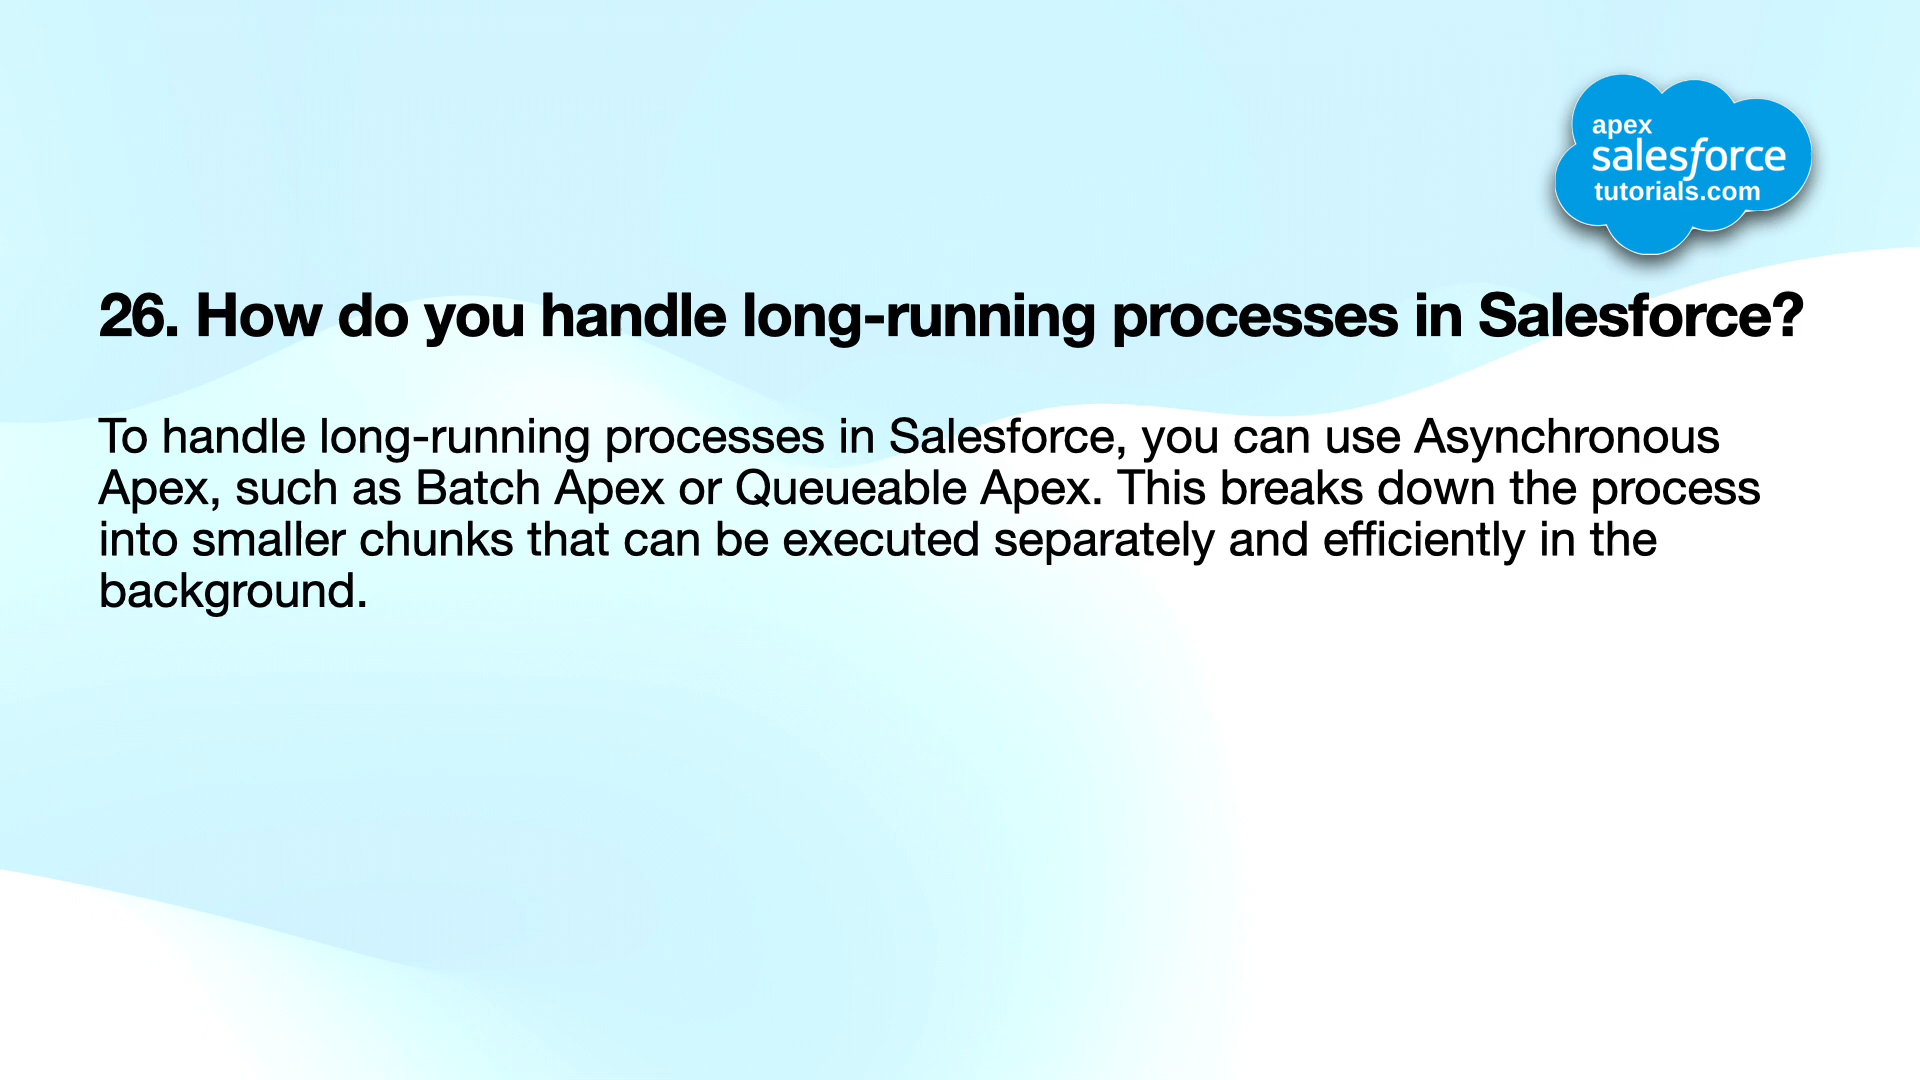 apex
salesforce
tutorials.com
26. How do you handle long-running processes in Salesforce?
To handle long-running processes in Salesforce, you can use Asynchronous
Apex, such as Batch Apex or Queueable Apex. This breaks down the process
into smaller chunks that can be executed separately and efficiently in the
background.